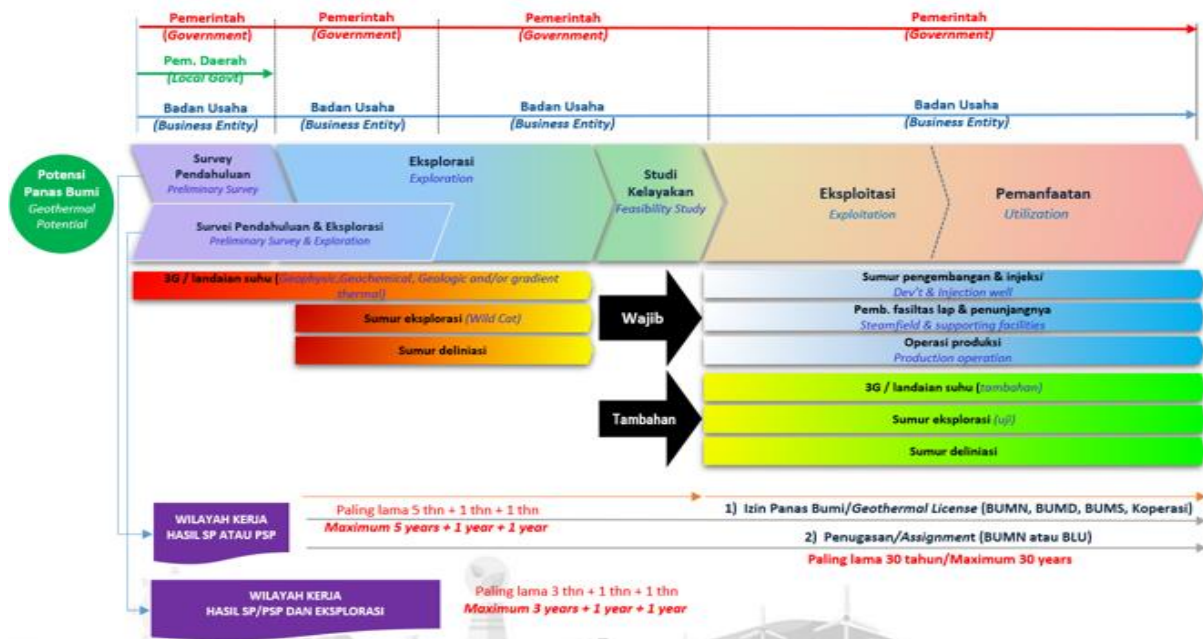 Pemerintah
(Government)
Pemerintah
(Government)
Pemerintah
(Government)
Pemerintah
(Government)
Pem. Daerah
(Local Govt)
Badan Usaha
(Business Entity)
Badan Usaha
(Business Entity)
Badan Usaha
(Business Entity)
Badan Usaha
(Business Entity)
Potensi
Panas Bumi
Geothermal
Potential
Survey
Pendahuluan
Preliminary Survey
Eksplorasi
Exploration
Studi
Kelayakan
Feasibility Study
Eksploitasi
Exploitation
Pemanfaatan
Utilization
Survei Pendahuluan & Eksplorasi
Preliminary Survey & Exploration
3G / landaian suhu (Geophysic,Geochemical, Geologic and/or gradient
thermal)
Sumur eksplorasi (Wild Cat)
Sumur deliniasi
Wajib
Sumur pengembangan & injeksi
Dev't & Injection well
Pemb. fasiltas lap & penunjangnya
Steamfield & supporting facilities
Operasi produksi
Production operation
Tambahan
3G / landaian suhu (tambahan)
Sumur eksplorasi (uji)
Sumur deliniasi
WILAYAH KERJA
HASIL SP ATAU PSP
Paling lama 5 thn + 1 thn + 1 thn
Maximum 5 years + 1 year + 1 year
1) Izin Panas Bumi/Geothermal License (BUMN, BUMD, BUMS, Koperasi)
2) Penugasan/Assignment (BUMN atau BLU)
Paling lama 30 tahun/Maximum 30 years
WILAYAH KERJA
HASIL SP/PSP DAN EKSPLORASI
Paling lama 3 thn + 1 thn + 1 thn
Maximum 3 years + 1 year + 1 year